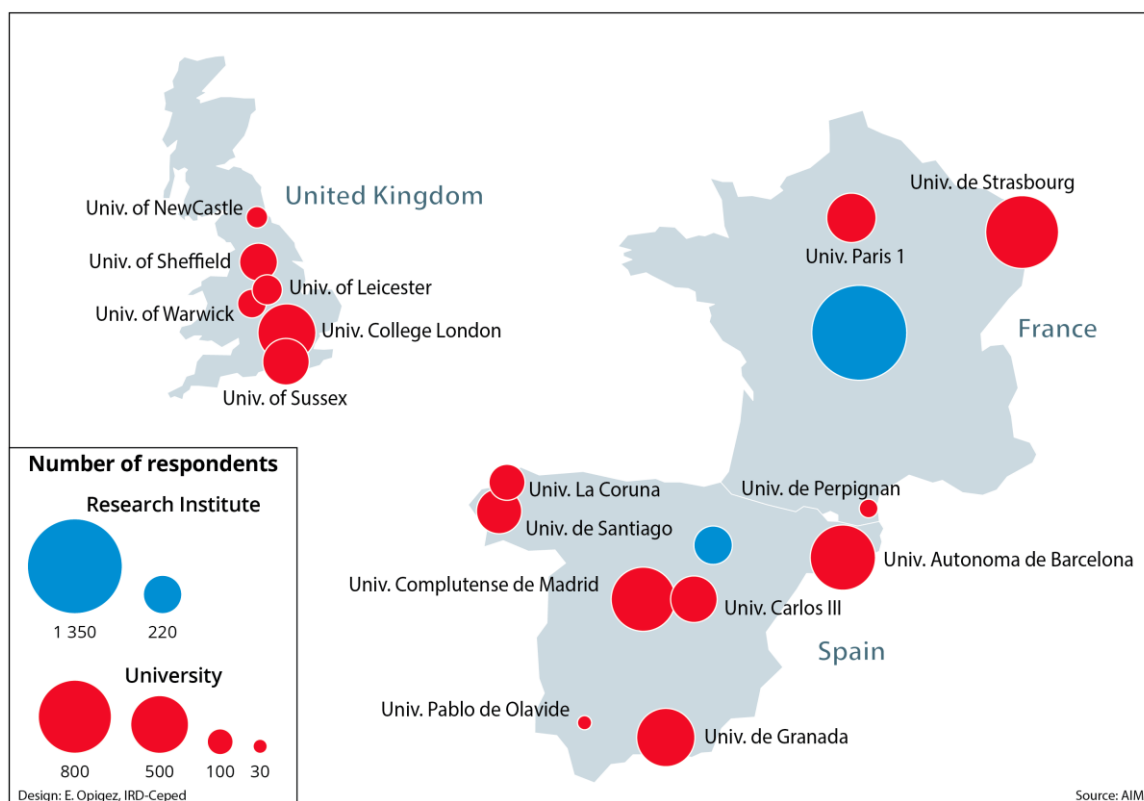 United Kingdom
Univ. of NewCastle
Univ. of Sheffield
Univ. of Leicester
Univ. of Warwick
Univ. College London
Univ. of Sussex
Univ. de Strasbourg
Univ. Paris 1
France
Univ. de Perpignan
Univ. La Coruna
Univ. de Santiago
Univ. Autonoma de Barcelona
Univ. Complutense de Madrid
Univ. Carlos III
Spain
Univ. Pablo de Olavide
Univ. de Granada
Number of respondents
Research Institute
1 350 220
University
800 500 100 30
Design: E. Opigez, IRD-Ceped
Source: AIM